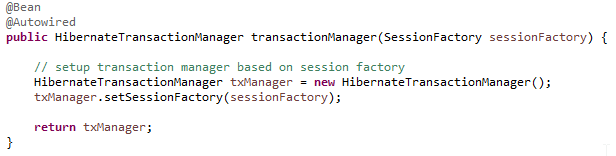 @Bean
@Autowired
public HibernateTransactionManager transactionManager(SessionFactory sessionFactory) {
// setup transaction manager based on session factory
HibernateTransactionManager txManager = new HibernateTransactionManager();
txManager.setSessionFactory(sessionFactory);
return txManager;
}